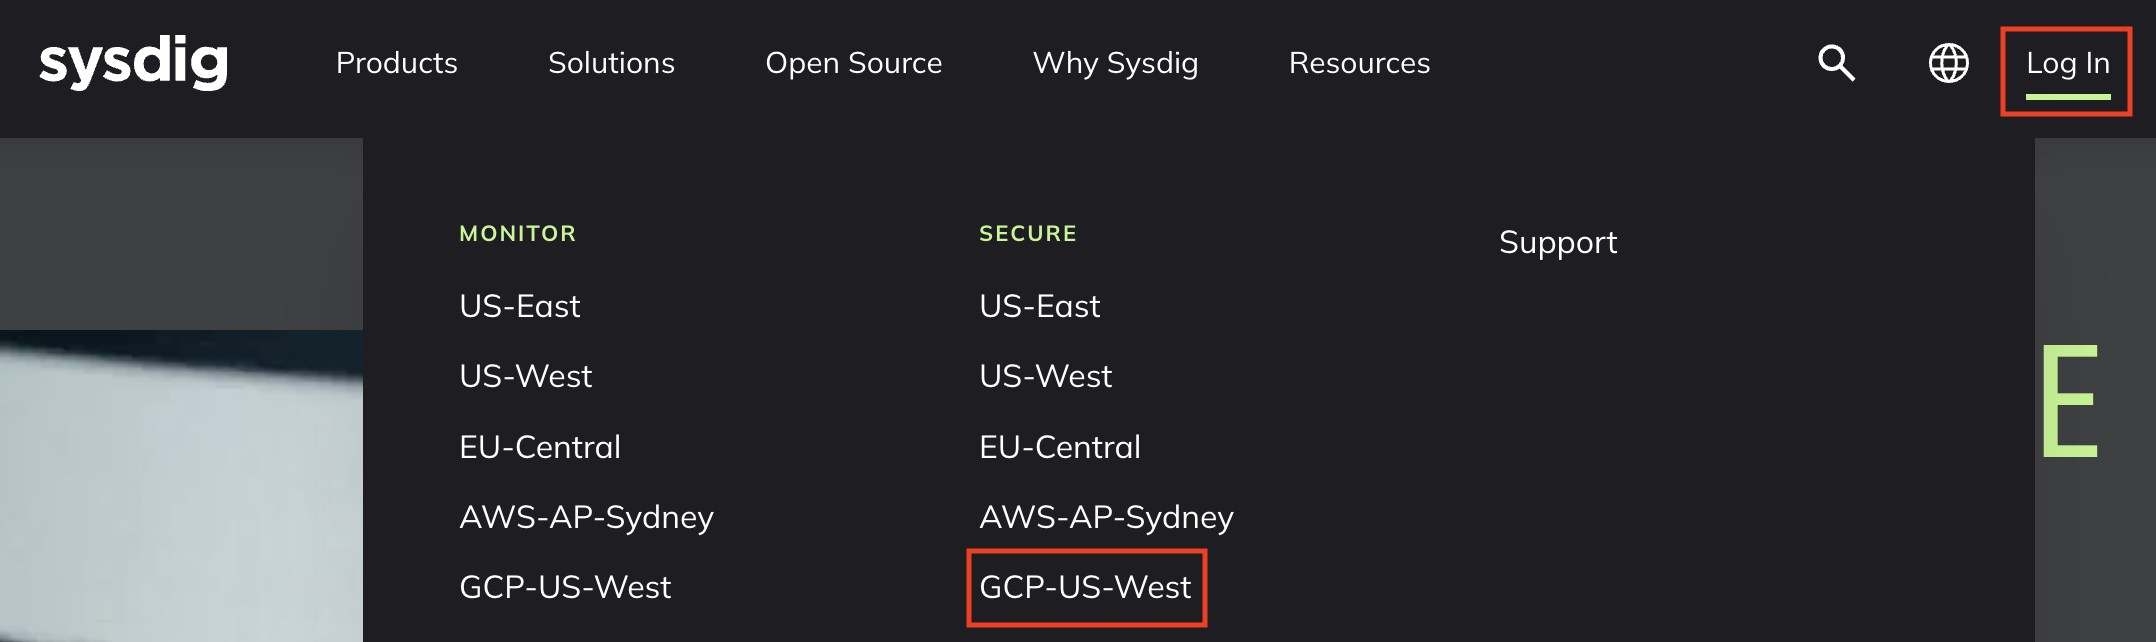 sysdig Products Solutions Open Source Why Sysdig Resources Log In
MONITOR
US-East
US-West
EU-Central
AWS-AP-Sydney
GCP-US-West
SECURE
US-East
US-West
EU-Central
AWS-AP-Sydney
GCP-US-West
Support
E